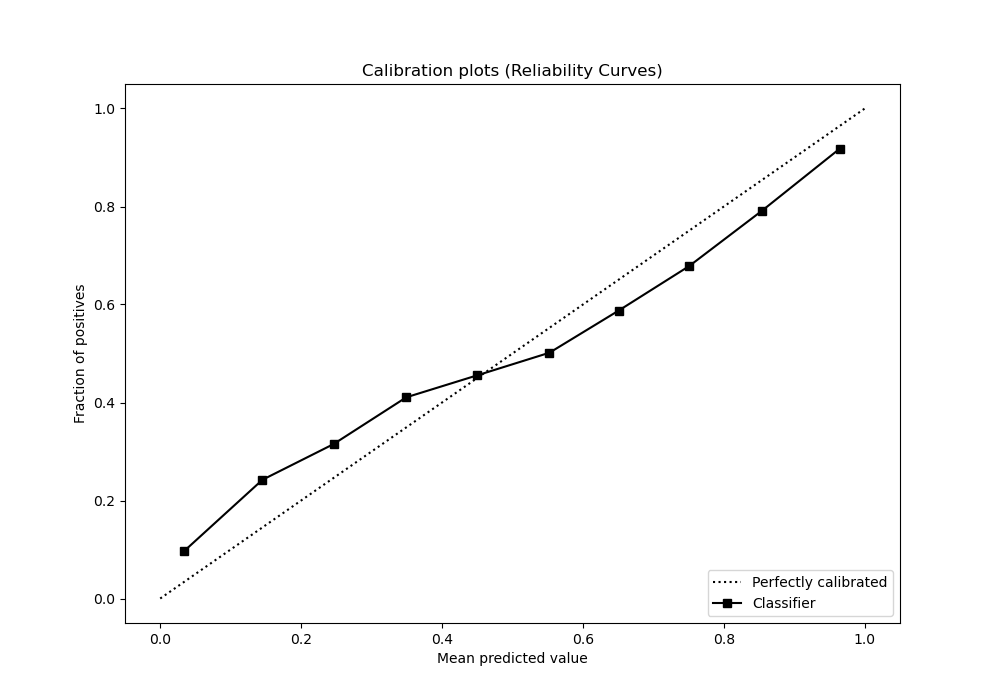 Calibration plots (Reliability Curves)
1.0
0.8
0.6
0.4
0.2
0.0
Fraction of positives
Perfectly calibrated
Classifier
0.0 0.2 0.4 0.6 0.8 1.0
Mean predicted value